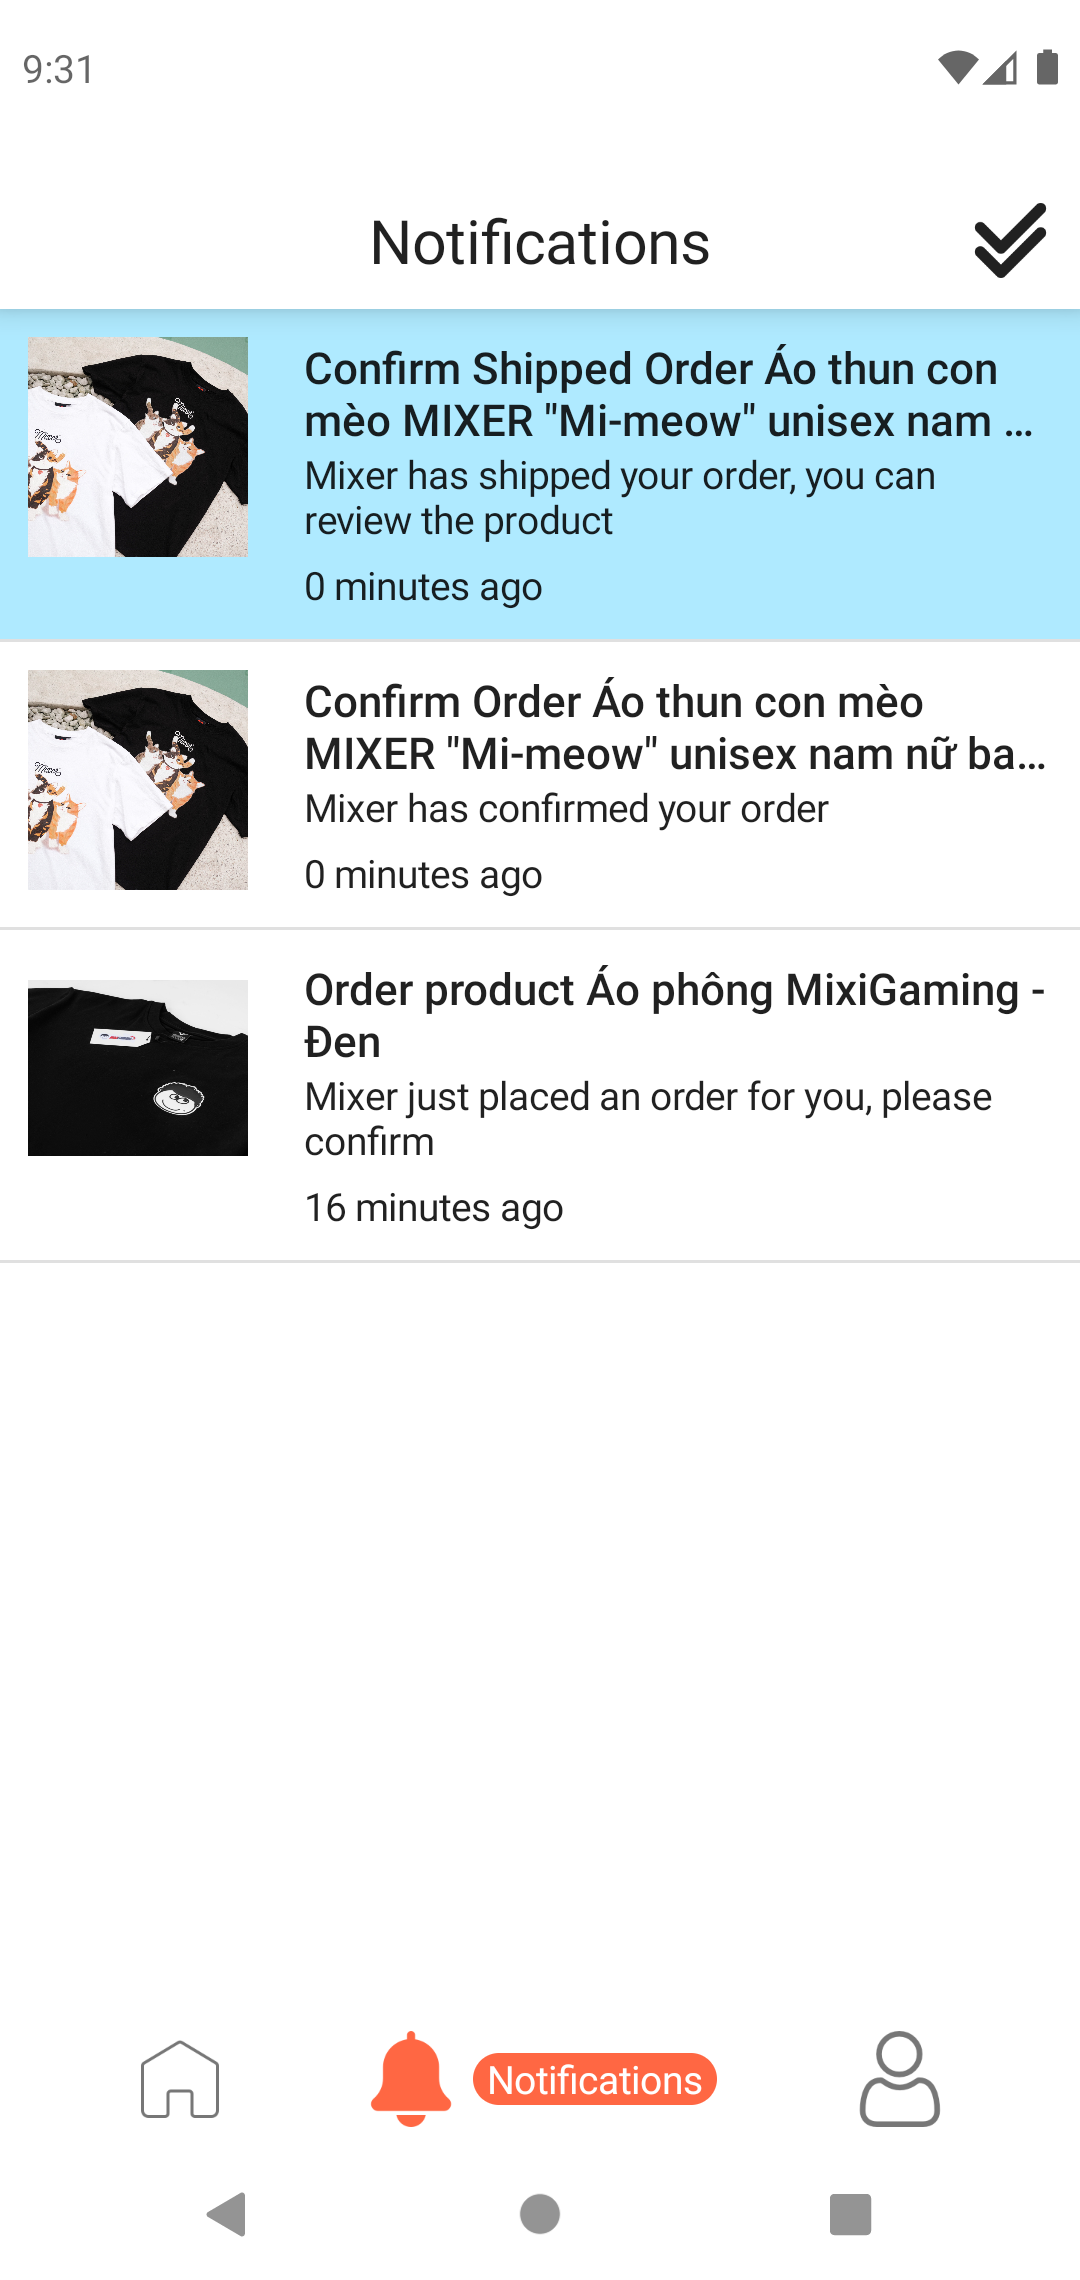 9:31
Notifications
Confirm Shipped Order Áo thun con
mèo MIXER "Mi-meow" unisex nam ...
Mixer has shipped your order, you can
review the product
0 minutes ago
Confirm Order Áo thun con mèo
MIXER "Mi-meow" unisex nam nữ ba...
Mixer has confirmed your order
0 minutes ago
Order product Áo phông MixiGaming -
Đen
Mixer just placed an order for you, please
confirm
16 minutes ago
Notifications